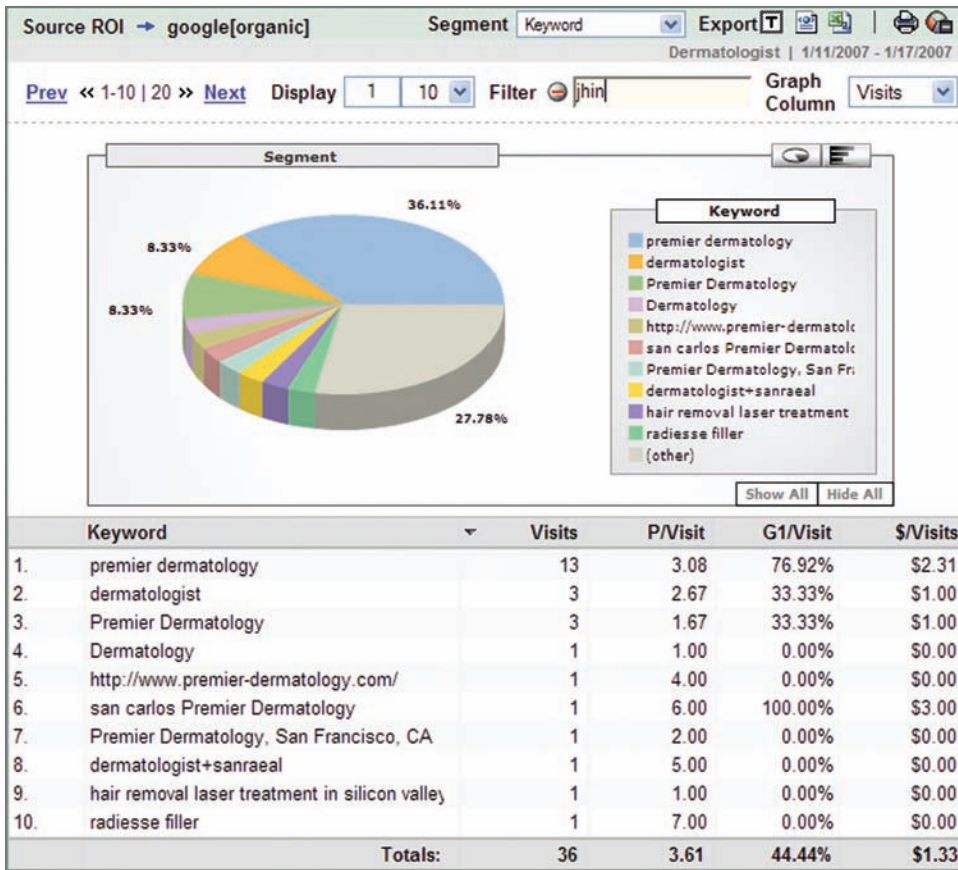 Source ROI → google[organic] Segment Keyword Export T
Dermatologist | 1/11/2007 - 1/17/2007
Prev « 1-10 | 20 » Next Display 1 10 Filter jhin Graph Column Visits
Segment
36.11%
8.33%
8.33%
27.78%
Keyword
premier dermatology
dermatologist
Premier Dermatology
Dermatology
http://www.premier-dermatolc
san carlos Premier Dermatolc
Premier Dermatology, San Fra
dermatologist+sanraeal
hair removal laser treatment
radiesse filler
(other)
Show All Hide All
Keyword Visits P/Visit G1/Visit $/Visits
1. premier dermatology 13 3.08 76.92% $2.31
2. dermatologist 3 2.67 33.33% $1.00
3. Premier Dermatology 3 1.67 33.33% $1.00
4. Dermatology 1 1.00 0.00% $0.00
5. http://www.premier-dermatology.com/ 1 4.00 0.00% $0.00
6. san carlos Premier Dermatology 1 6.00 100.00% $3.00
7. Premier Dermatology, San Francisco, CA 1 2.00 0.00% $0.00
8. dermatologist+sanraeal 1 5.00 0.00% $0.00
9. hair removal laser treatment in silicon valley 1 1.00 0.00% $0.00
10. radiesse filler 1 7.00 0.00% $0.00
Totals: 36 3.61 44.44% $1.33